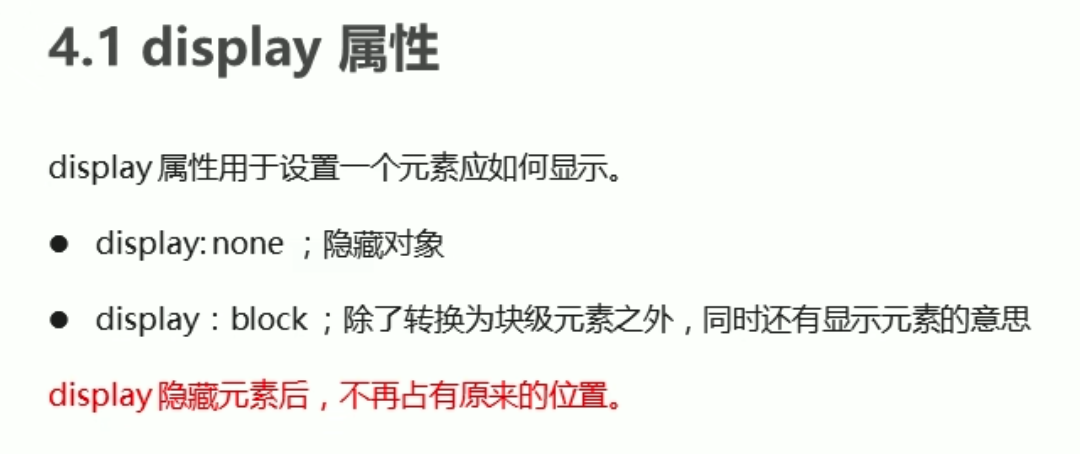 4.1 display 属性
display 属性用于设置一个元素应如何显示。
● display: none ；隐藏对象
● display：block ；除了转换为块级元素之外，同时还有显示元素的意思
display 隐藏元素后，不再占有原来的位置。